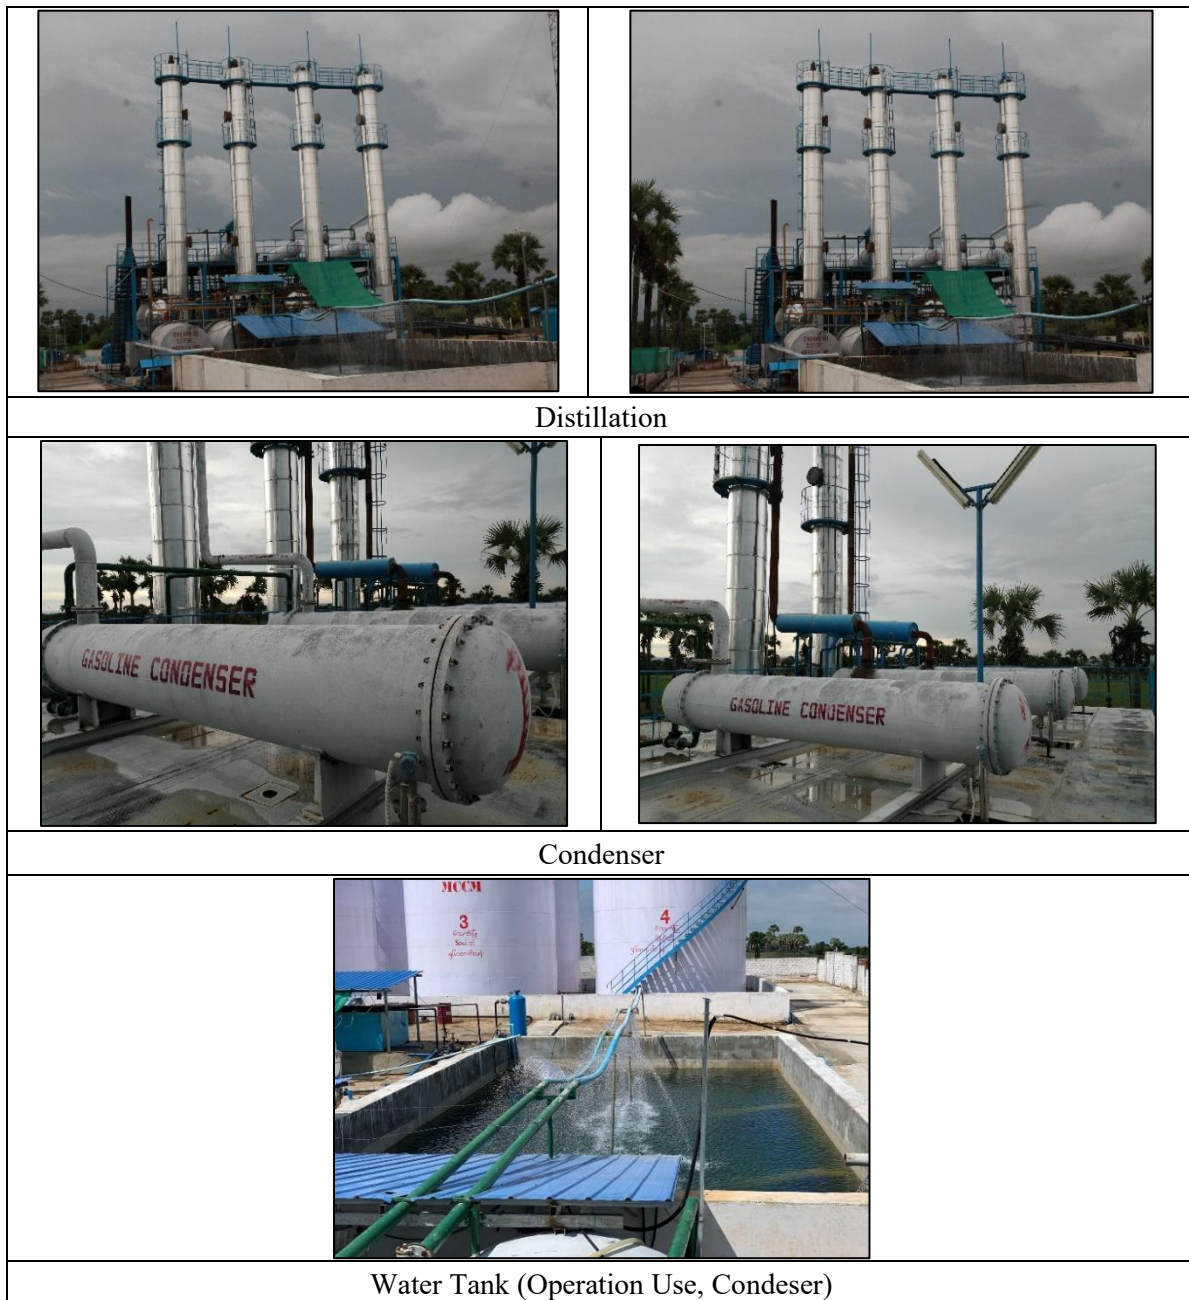 Distillation
GASOLINE CONDENSER
GASOLINE CONDENSER
Condenser
MCCM
3
4
Water Tank (Operation Use, Condeser)